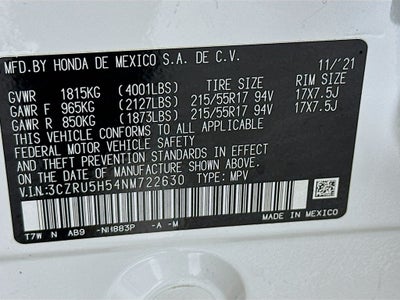 MFD.BY HONDA DE MEXICO S.A. DE C.V. 11/'21
GVWR 1815KG (4001LBS) TIRE SIZE RIM SIZE
GAWR F 965KG (2127LBS) 215/55R17 94V 17X7.5J
GAWR R 850KG (1873LBS) 215/55R17 94V 17X7.5J
THIS VEHICLE CONFORMS TO ALL APPLICABLE
FEDERAL MOTOR VEHICLE SAFETY STANDARDS
IN EFFECT ON THE DATE OF MANUFACTURE
SHOWN ABOVE.
V.I.N:3CZRU5H54NM722630 TYPE: MPV
T7W N AB9 -NH883P -A -M
MADE IN MEXICO